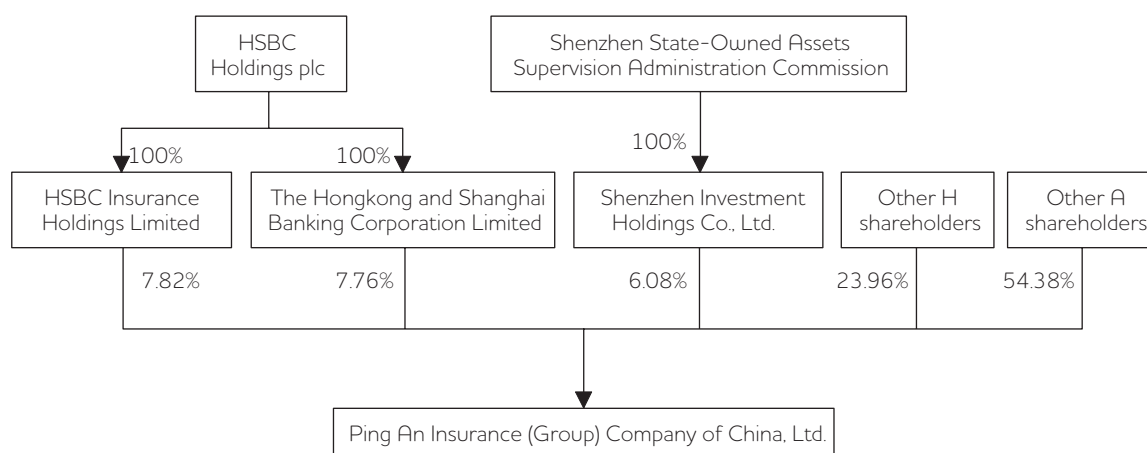 HSBC
Holdings plc
Shenzhen State-Owned Assets
Supervision Administration Commission
100%
100%
100%
HSBC Insurance
Holdings Limited
The Hongkong and Shanghai
Banking Corporation Limited
Shenzhen Investment
Holdings Co., Ltd.
Other H
shareholders
Other A
shareholders
7.82%
7.76%
6.08%
23.96%
54.38%
Ping An Insurance (Group) Company of China, Ltd.